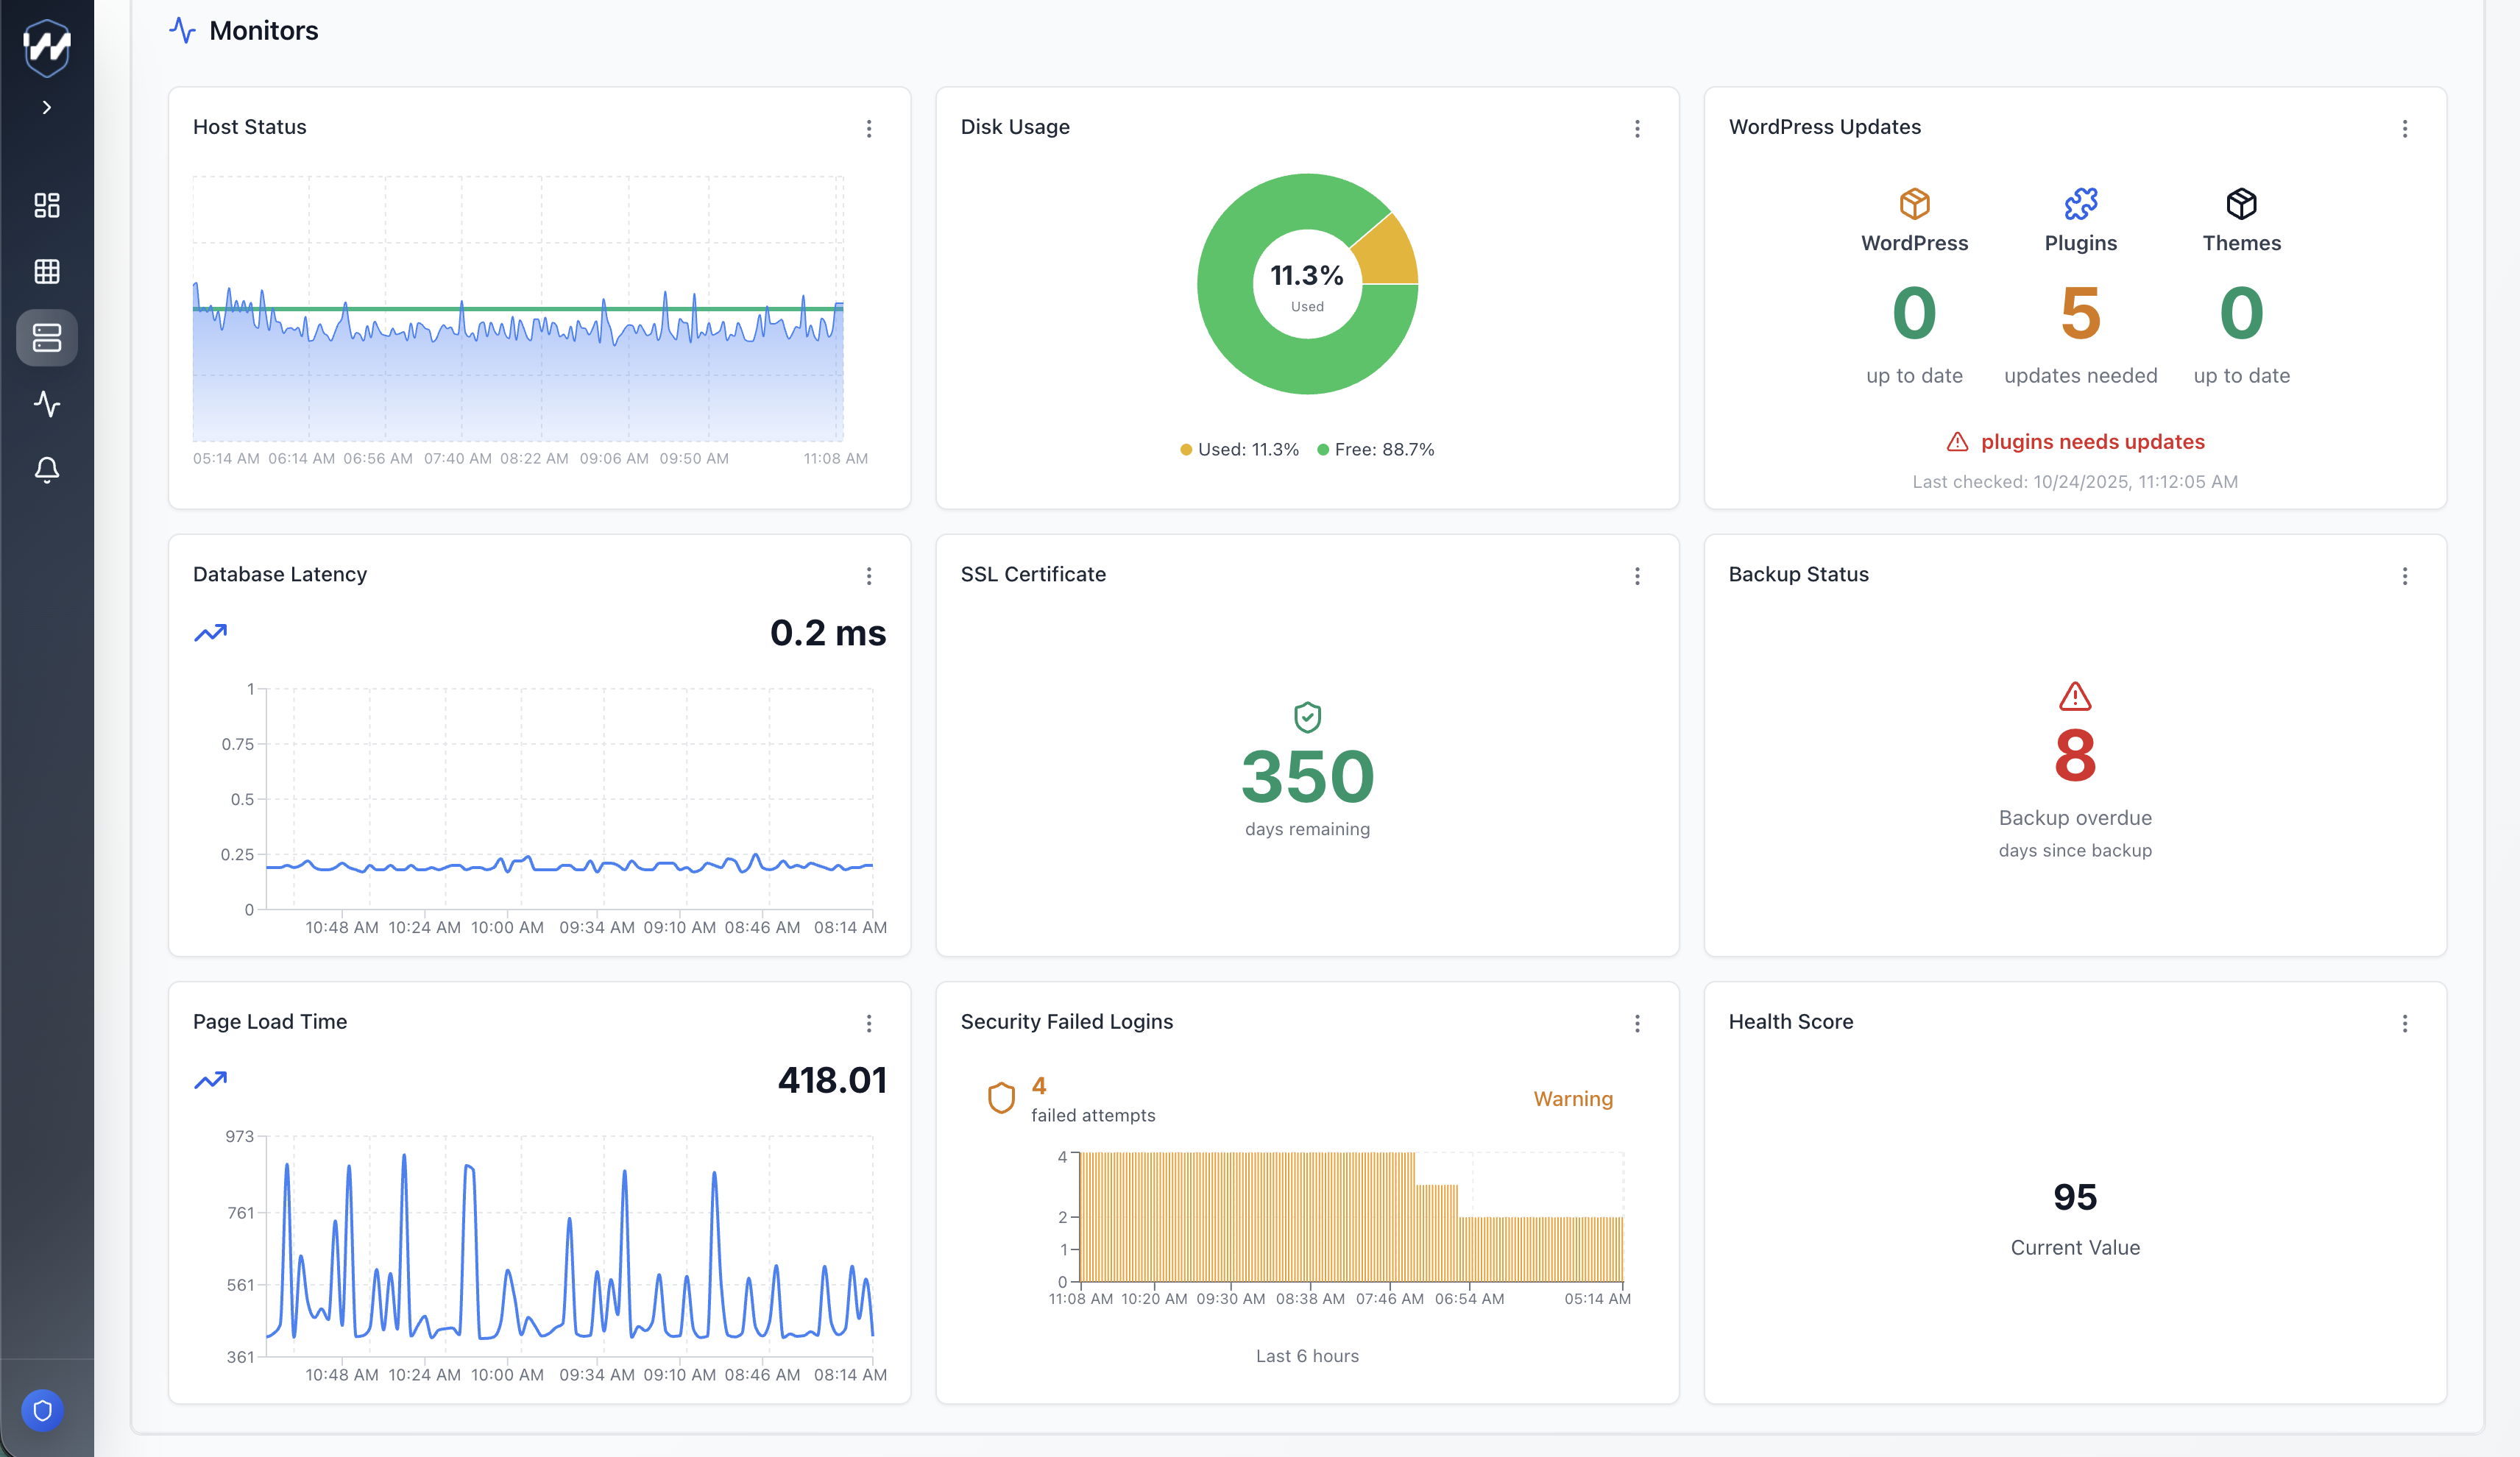 Monitors
Host Status
05:14 AM 06:14 AM 06:56 AM 07:40 AM 08:22 AM 09:06 AM 09:50 AM 11:08 AM
Disk Usage
11.3%
Used
Used: 11.3% Free: 88.7%
WordPress Updates
WordPress Plugins Themes
0 5 0
up to date updates needed up to date
plugins needs updates
Last checked: 10/24/2025, 11:12:05 AM
Database Latency
0.2 ms
1
0.75
0.5
0.25
0
10:48 AM 10:24 AM 10:00 AM 09:34 AM 09:10 AM 08:46 AM 08:14 AM
SSL Certificate
350
days remaining
Backup Status
8
Backup overdue
days since backup
Page Load Time
418.01
973
761
561
361
10:48 AM 10:24 AM 10:00 AM 09:34 AM 09:10 AM 08:46 AM 08:14 AM
Security Failed Logins
4
failed attempts
Warning
4
2
1
0
11:08 AM 10:20 AM 09:30 AM 08:38 AM 07:46 AM 06:54 AM 05:14 AM
Last 6 hours
Health Score
95
Current Value